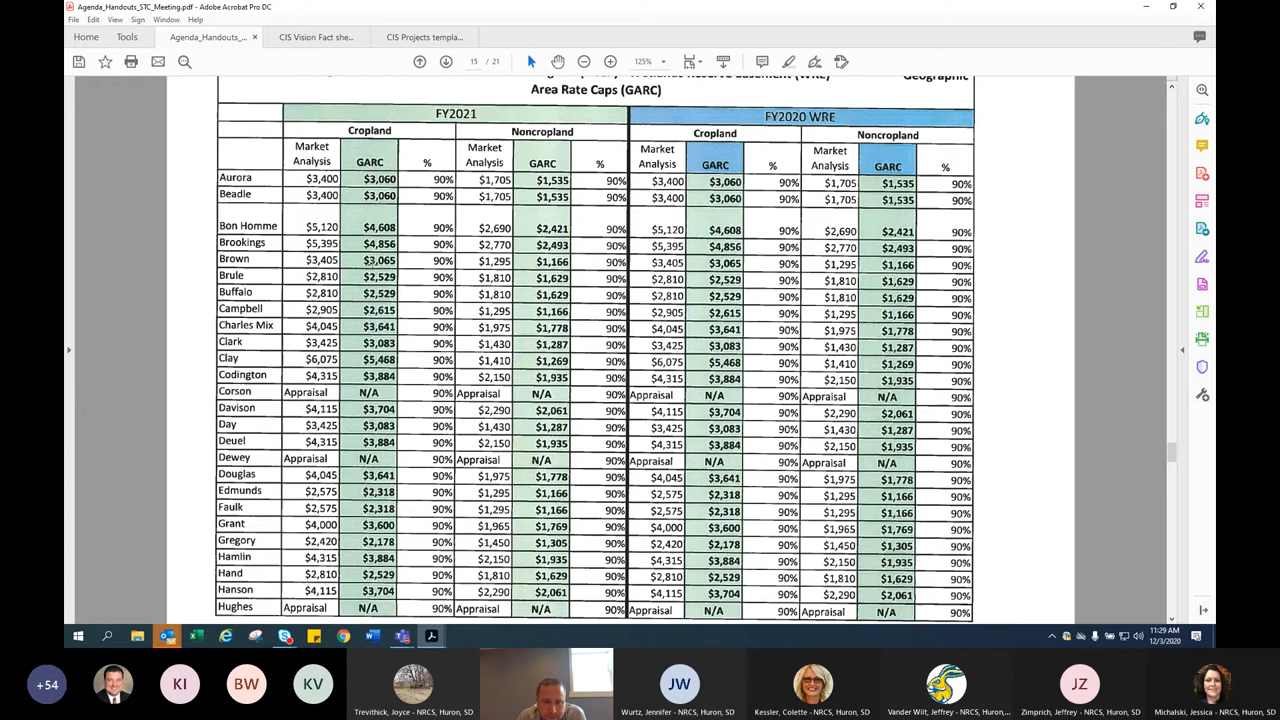 Agenda_Handouts_STC_Meeting.pdf - Adobe Acrobat Pro DC
File Edit View Sign Window Help
Home Tools Agenda_Handouts_... × CIS Vision Fact she... CIS Projects templa...
15 / 21 125%
Wetlands Reserve Easement (WRE) Geographic
Area Rate Caps (GARC)
FY2021 FY2020 WRE
Cropland Noncropland Cropland Noncropland
Market Analysis GARC % Market Analysis GARC % Market Analysis GARC % Market Analysis GARC %
Aurora $3,400 $3,060 90% $1,705 $1,535 90% $3,400 $3,060 90% $1,705 $1,535 90%
Beadle $3,400 $3,060 90% $1,705 $1,535 90% $3,400 $3,060 90% $1,705 $1,535 90%
Bon Homme $5,120 $4,608 90% $2,690 $2,421 90% $5,120 $4,608 90% $2,690 $2,421 90%
Brookings $5,395 $4,856 90% $2,770 $2,493 90% $5,395 $4,856 90% $2,770 $2,493 90%
Brown $3,405 $3,065 90% $1,295 $1,166 90% $3,405 $3,065 90% $1,295 $1,166 90%
Brule $2,810 $2,529 90% $1,810 $1,629 90% $2,810 $2,529 90% $1,810 $1,629 90%
Buffalo $2,810 $2,529 90% $1,810 $1,629 90% $2,810 $2,529 90% $1,810 $1,629 90%
Campbell $2,905 $2,615 90% $1,295 $1,166 90% $2,905 $2,615 90% $1,295 $1,166 90%
Charles Mix $4,045 $3,641 90% $1,975 $1,778 90% $4,045 $3,641 90% $1,975 $1,778 90%
Clark $3,425 $3,083 90% $1,430 $1,287 90% $3,425 $3,083 90% $1,430 $1,287 90%
Clay $6,075 $5,468 90% $1,410 $1,269 90% $6,075 $5,468 90% $1,410 $1,269 90%
Codington $4,315 $3,884 90% $2,150 $1,935 90% $4,315 $3,884 90% $2,150 $1,935 90%
Corson Appraisal N/A 90% Appraisal N/A 90% Appraisal N/A 90% Appraisal N/A 90%
Davison $4,115 $3,704 90% $2,290 $2,061 90% $4,115 $3,704 90% $2,290 $2,061 90%
Day $3,425 $3,083 90% $1,430 $1,287 90% $3,425 $3,083 90% $1,430 $1,287 90%
Deuel $4,315 $3,884 90% $2,150 $1,935 90% $4,315 $3,884 90% $2,150 $1,935 90%
Dewey Appraisal N/A 90% Appraisal N/A 90% Appraisal N/A 90% Appraisal N/A 90%
Douglas $4,045 $3,641 90% $1,975 $1,778 90% $4,045 $3,641 90% $1,975 $1,778 90%
Edmunds $2,575 $2,318 90% $1,295 $1,166 90% $2,575 $2,318 90% $1,295 $1,166 90%
Faulk $2,575 $2,318 90% $1,295 $1,166 90% $2,575 $2,318 90% $1,295 $1,166 90%
Grant $4,000 $3,600 90% $1,965 $1,769 90% $4,000 $3,600 90% $1,965 $1,769 90%
Gregory $2,420 $2,178 90% $1,450 $1,305 90% $2,420 $2,178 90% $1,450 $1,305 90%
Hamlin $4,315 $3,884 90% $2,150 $1,935 90% $4,315 $3,884 90% $2,150 $1,935 90%
Hand $2,810 $2,529 90% $1,810 $1,629 90% $2,810 $2,529 90% $1,810 $1,629 90%
Hanson $4,115 $3,704 90% $2,290 $2,061 90% $4,115 $3,704 90% $2,290 $2,061 90%
Hughes Appraisal N/A 90% Appraisal N/A 90% Appraisal N/A 90% Appraisal N/A 90%
11:29 AM
12/3/2020
+54 KI BW KV JW JZ
Trevithick, Joyce - NRCS, Huron, SD Wurtz, Jennifer - NRCS, Huron, SD Kessler, Colette - NRCS, Huron, SD Vander Wilt, Jeffrey - NRCS, Huron,... Zimprich, Jeffrey - NRCS, Huron, SD Michalski, Jessica - NRCS, Huron, SD